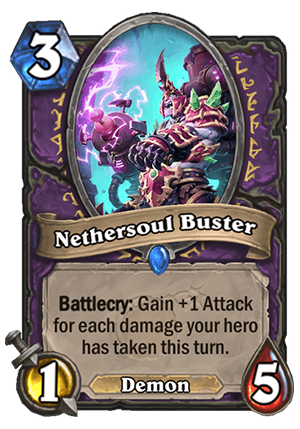 3
Nethersoul Buster
Battlecry: Gain +1 Attack
for each damage your hero
has taken this turn.
1
Demon
5